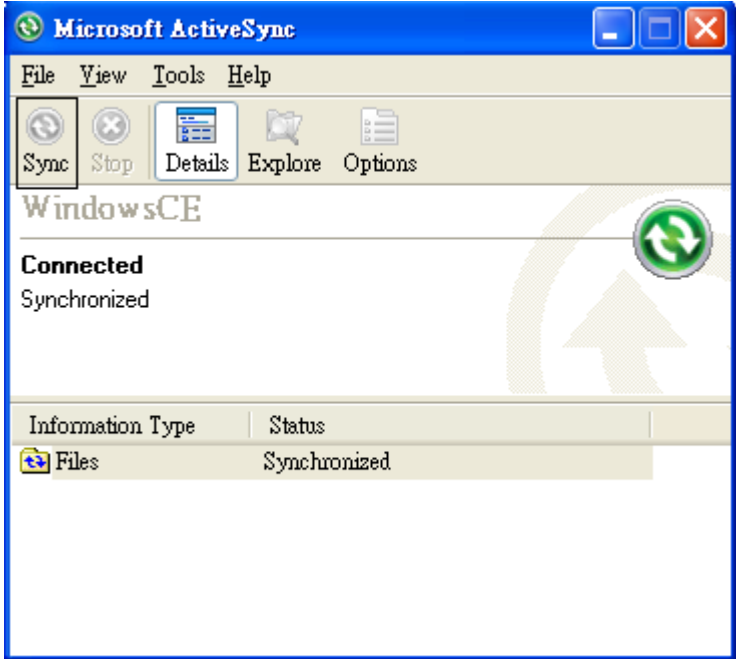 Microsoft ActiveSync
File View Tools Help
Sync Stop Details Explore Options
WindowsCE
Connected
Synchronized
Information Type Status
Files Synchronized